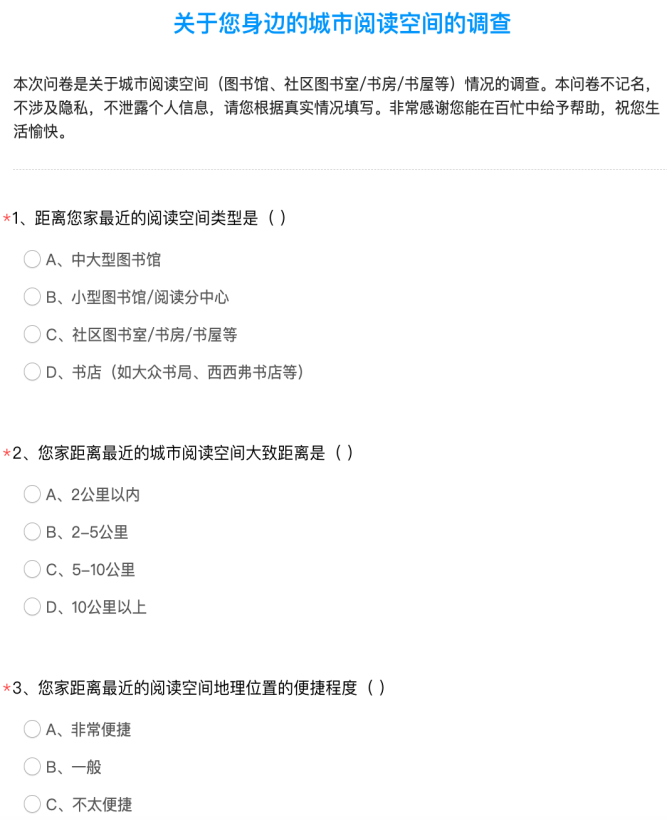 关于您身边的城市阅读空间的调查
本次问卷是关于城市阅读空间（图书馆、社区图书室/书房/书屋等）情况的调查。本问卷不记名，
不涉及隐私，不泄露个人信息，请您根据真实情况填写。非常感谢您能在百忙中给予帮助，祝您生
活愉快。
*1、距离您家最近的阅读空间类型是（ ）
A、中大型图书馆
B、小型图书馆/阅读分中心
C、社区图书室/书房/书屋等
D、书店（如大众书局、西西弗书店等）
*2、您家距离最近的城市阅读空间大致距离是（ ）
A、2公里以内
B、2–5公里
C、5–10公里
D、10公里以上
*3、您家距离最近的阅读空间地理位置的便捷程度（ ）
A、非常便捷
B、一般
C、不太便捷